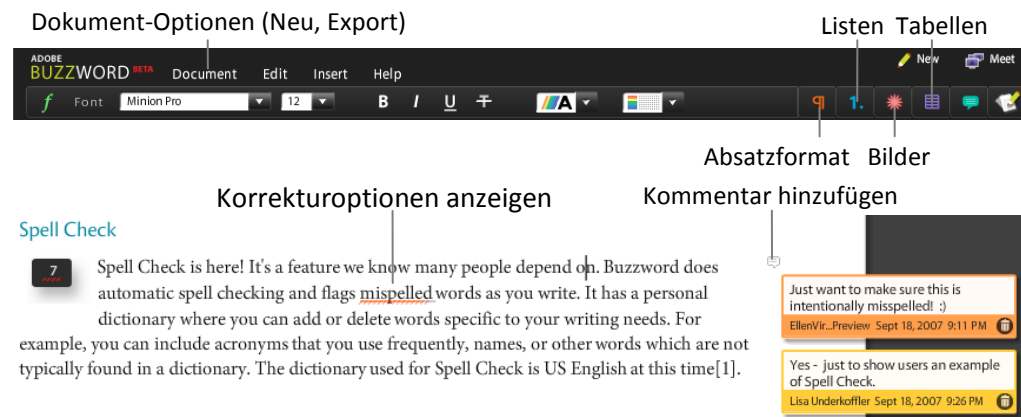 Dokument-Optionen (Neu, Export)
Listen Tabellen
ADOBE
BUZZWORD BETA Document Edit Insert Help
New Meet
f Font Minion Pro 12 B I U T A ¶ 1.
Absatzformat Bilder
Korrekturoptionen anzeigen
Kommentar hinzufügen
Spell Check
7
Spell Check is here! It's a feature we know many people depend on. Buzzword does
automatic spell checking and flags mispelled words as you write. It has a personal
dictionary where you can add or delete words specific to your writing needs. For
example, you can include acronyms that you use frequently, names, or other words which are not
typically found in a dictionary. The dictionary used for Spell Check is US English at this time[1].
Just want to make sure this is
intentionally misspelled! :)
EllenVir...Preview Sept 18, 2007 9:11 PM
Yes - just to show users an example
of Spell Check.
Lisa Underkoffler Sept 18, 2007 9:26 PM